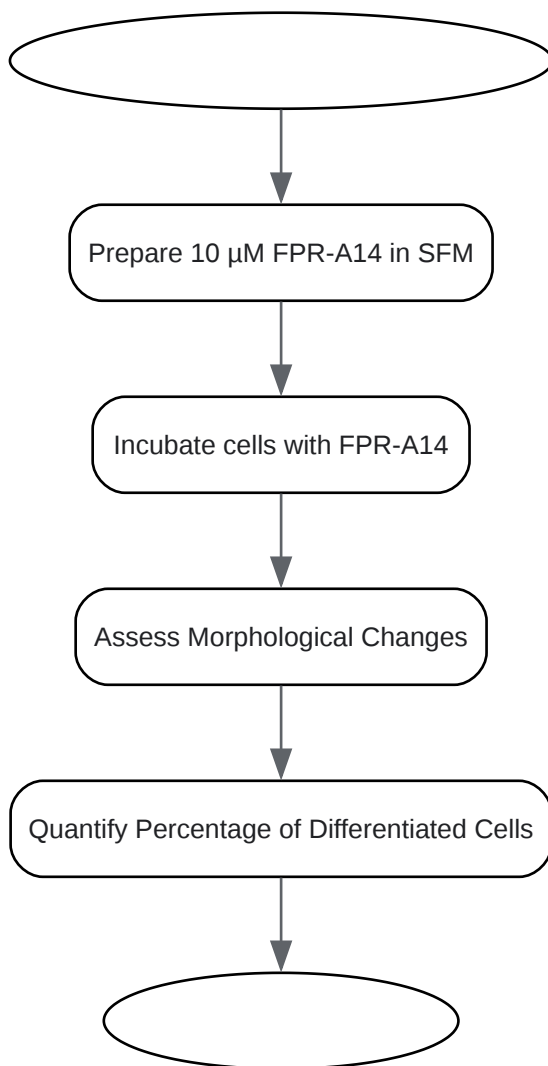 Prepare 10 µM FPR-A14 in SFM
Incubate cells with FPR-A14
Assess Morphological Changes
Quantify Percentage of Differentiated Cells